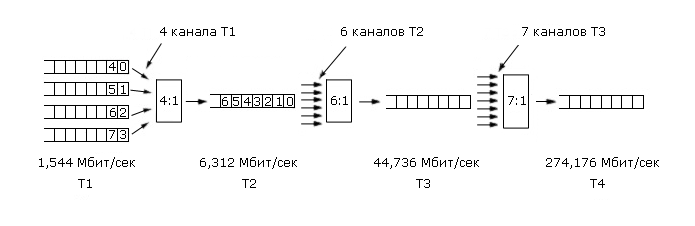 4 канала T1
6 каналов T2
7 каналов T3
4 0
5 1
6 2
7 3
4:1
6 5 4 3 2 1 0
6:1
7:1
1,544 Мбит/сек
6,312 Мбит/сек
44,736 Мбит/сек
274,176 Мбит/сек
T1
T2
T3
T4